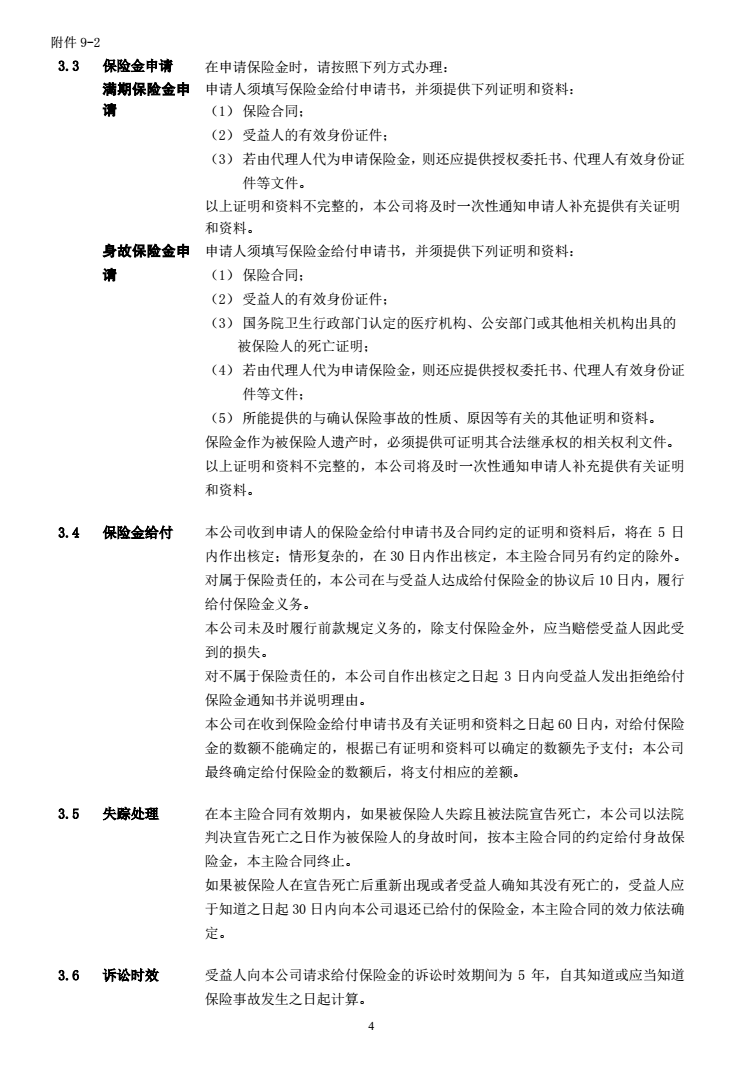 附件 9-2
3.3 保险金申请 在申请保险金时，请按照下列方式办理：
满期保险金申 申请人须填写保险金给付申请书，并须提供下列证明和资料：
请 （1） 保险合同；
（2） 受益人的有效身份证件；
（3） 若由代理人代为申请保险金，则还应提供授权委托书、代理人有效身份证
件等文件。
以上证明和资料不完整的，本公司将及时一次性通知申请人补充提供有关证明
和资料。
身故保险金申 申请人须填写保险金给付申请书，并须提供下列证明和资料：
请 （1） 保险合同；
（2） 受益人的有效身份证件；
（3） 国务院卫生行政部门认定的医疗机构、公安部门或其他相关机构出具的
被保险人的死亡证明；
（4） 若由代理人代为申请保险金，则还应提供授权委托书、代理人有效身份证
件等文件；
（5） 所能提供的与确认保险事故的性质、原因等有关的其他证明和资料。
保险金作为被保险人遗产时，必须提供可证明其合法继承权的相关权利文件。
以上证明和资料不完整的，本公司将及时一次性通知申请人补充提供有关证明
和资料。
3.4 保险金给付 本公司收到申请人的保险金给付申请书及合同约定的证明和资料后，将在 5 日
内作出核定；情形复杂的，在 30 日内作出核定，本主险合同另有约定的除外。
对属于保险责任的，本公司在与受益人达成给付保险金的协议后 10 日内，履行
给付保险金义务。
本公司未及时履行前款规定义务的，除支付保险金外，应当赔偿受益人因此受
到的损失。
对不属于保险责任的，本公司自作出核定之日起 3 日内向受益人发出拒绝给付
保险金通知书并说明理由。
本公司在收到保险金给付申请书及有关证明和资料之日起 60 日内，对给付保险
金的数额不能确定的，根据已有证明和资料可以确定的数额先予支付；本公司
最终确定给付保险金的数额后，将支付相应的差额。
3.5 失踪处理 在本主险合同有效期内，如果被保险人失踪且被法院宣告死亡，本公司以法院
判决宣告死亡之日作为被保险人的身故时间，按本主险合同的约定给付身故保
险金，本主险合同终止。
如果被保险人在宣告死亡后重新出现或者受益人确知其没有死亡的，受益人应
于知道之日起 30 日内向本公司退还已给付的保险金，本主险合同的效力依法确
定。
3.6 诉讼时效 受益人向本公司请求给付保险金的诉讼时效期间为 5 年，自其知道或应当知道
保险事故发生之日起计算。
4